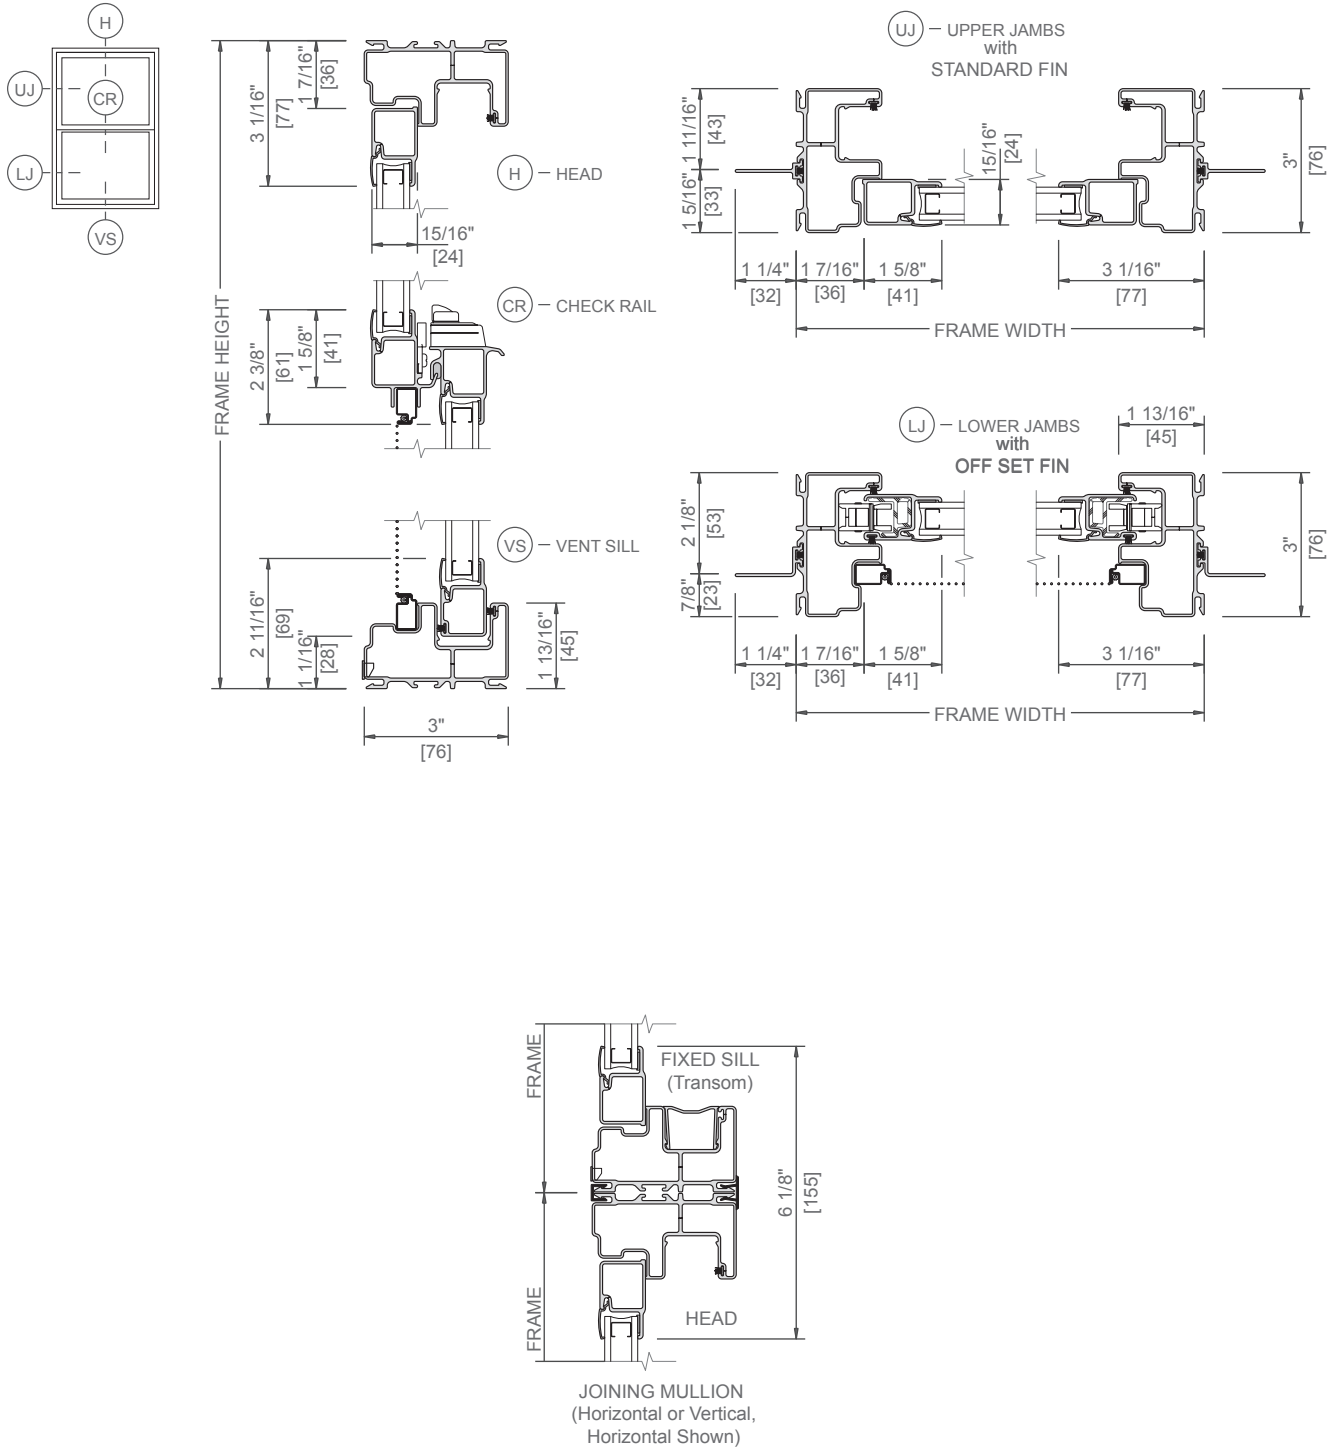 H
UJ
CR
LJ
VS
FRAME HEIGHT
3 1/16"
[77]
1 7/16"
[36]
H – HEAD
15/16"
[24]
CR – CHECK RAIL
2 3/8"
[61]
1 5/8"
[41]
VS – VENT SILL
2 11/16"
[69]
1 1/16"
[28]
1 13/16"
[45]
3"
[76]
UJ – UPPER JAMBS
with
STANDARD FIN
1 11/16"
[43]
1 5/16"
[33]
15/16"
[24]
3"
[76]
1 1/4"
[32]
1 7/16"
[36]
1 5/8"
[41]
3 1/16"
[77]
FRAME WIDTH
LJ – LOWER JAMBS
with
OFF SET FIN
1 13/16"
[45]
2 1/8"
[53]
7/8"
[23]
3"
[76]
1 1/4"
[32]
1 7/16"
[36]
1 5/8"
[41]
3 1/16"
[77]
FRAME WIDTH
FRAME
FIXED SILL
(Transom)
6 1/8"
[155]
FRAME
HEAD
JOINING MULLION
(Horizontal or Vertical,
Horizontal Shown)